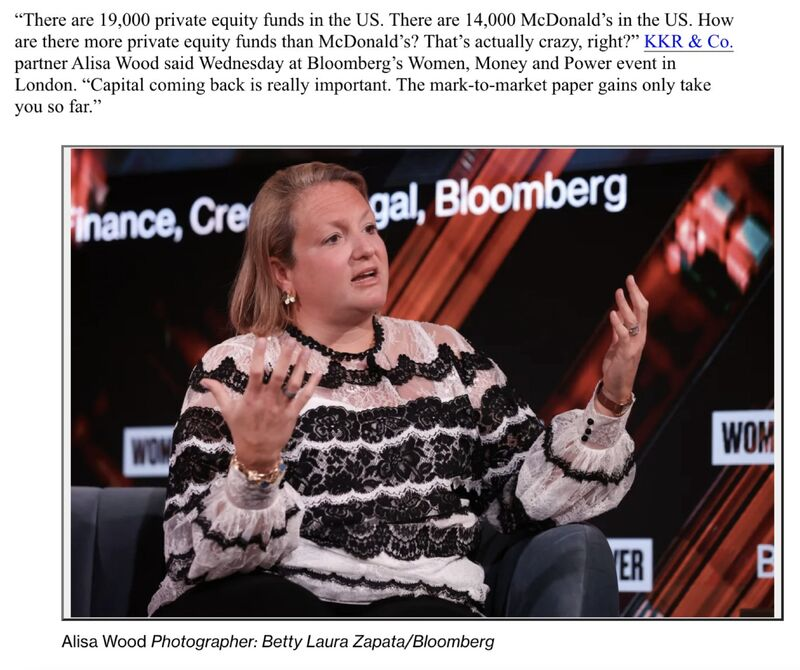 “There are 19,000 private equity funds in the US. There are 14,000 McDonald’s in the US. How
are there more private equity funds than McDonald’s? That’s actually crazy, right?” KKR & Co.
partner Alisa Wood said Wednesday at Bloomberg’s Women, Money and Power event in
London. “Capital coming back is really important. The mark-to-market paper gains only take
you so far.”
inance, Cre gal, Bloomberg
WOM
WOM
ER
B
Alisa Wood Photographer: Betty Laura Zapata/Bloomberg